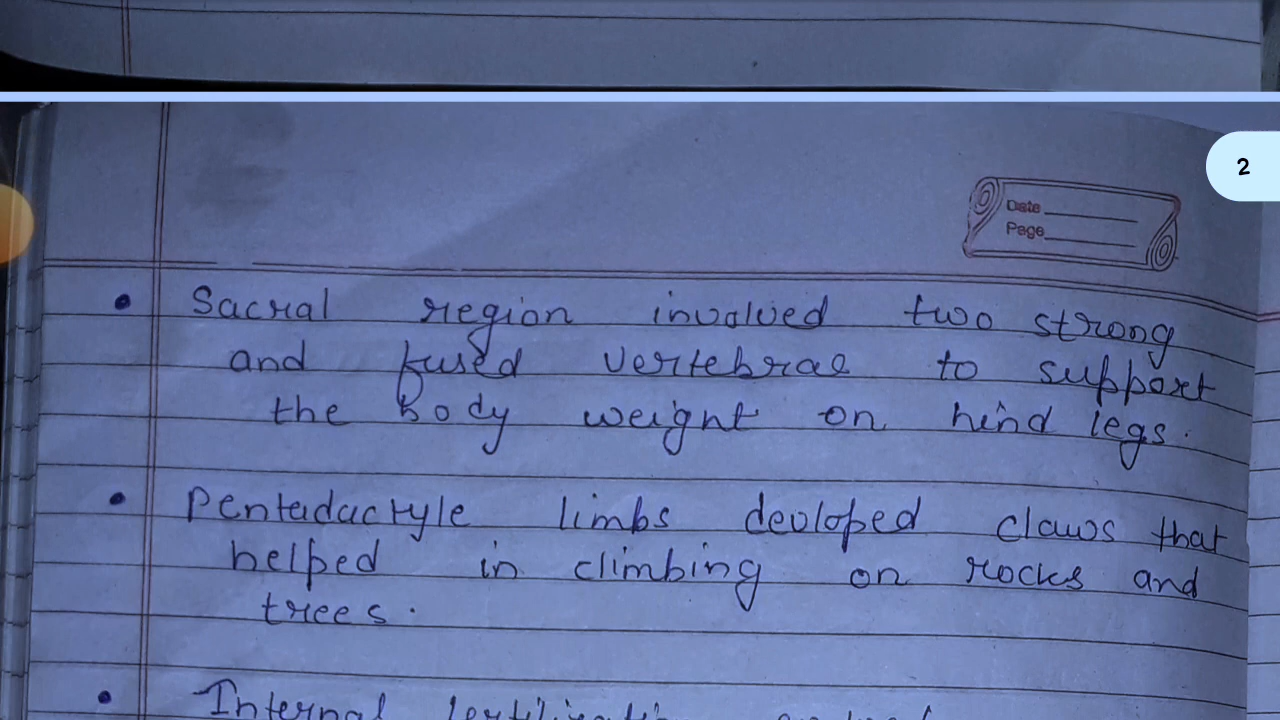 2
Date
Page
• Sacral region involved two strong
and fused vertebrae to support
the body weight on hind legs.
• Pentadactyle limbs devloped claws that
helped in climbing on rocks and
trees.
• Internal fertilization